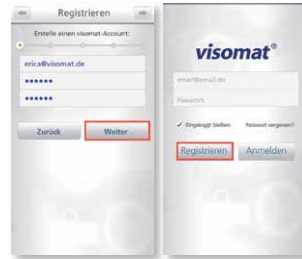 Registrieren
Erstelle einen visomat-Account:
erica@visomat.de
••••••
••••••
Zurück
Weiter
visomat®
email@email.de
Passwort
✓ Eingeloggt bleiben
Passwort vergessen?
Registrieren
Anmelden